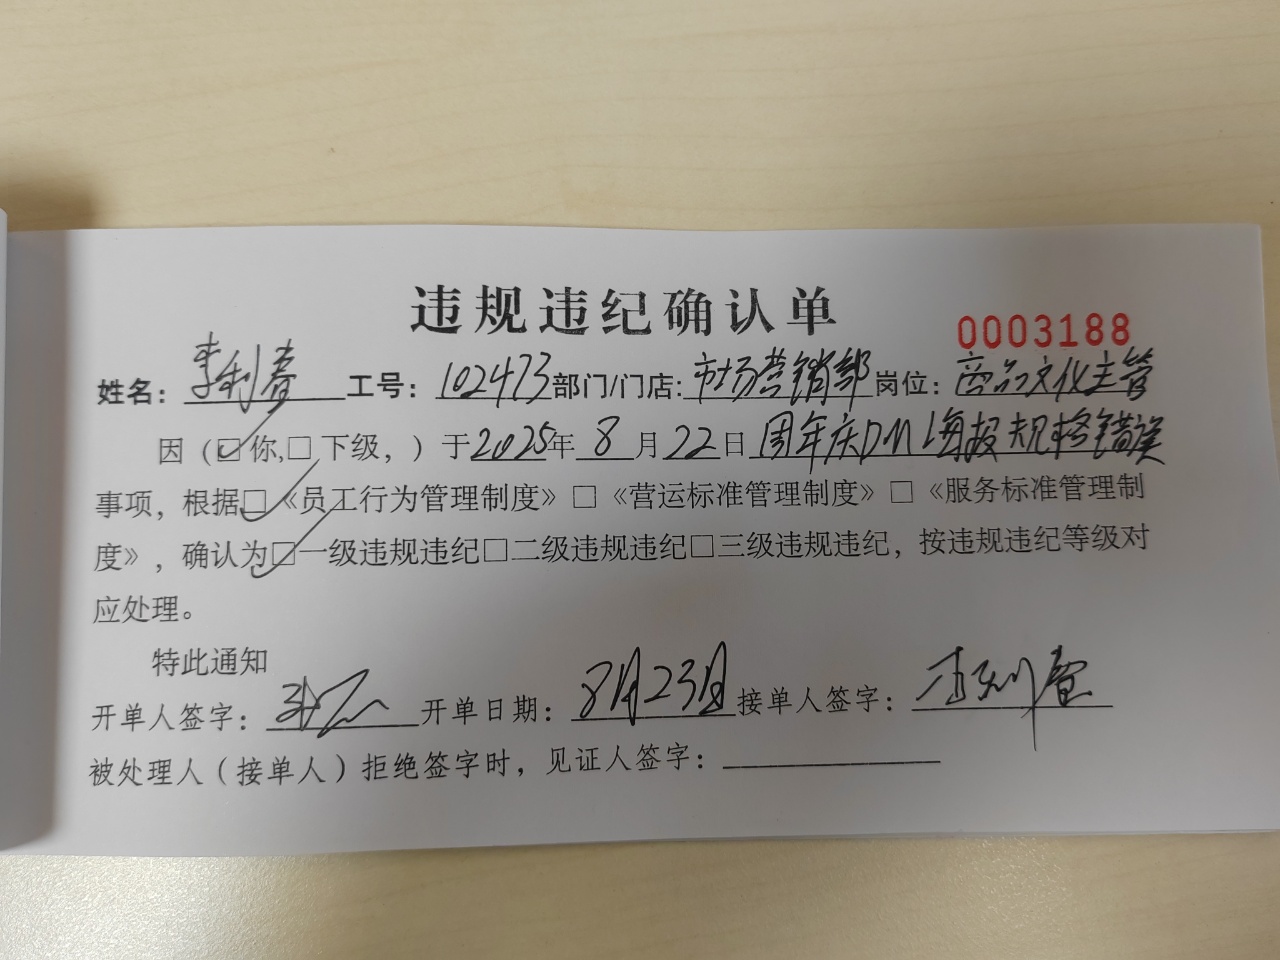 违规违纪确认单
0003188
姓名：李利春 工号：102473 部门/门店：市场营销部 岗位：商品文化主管
因（☑你，□下级，）于2025年8月22日周年庆DM海报规格错误
事项，根据☑《员工行为管理制度》□《营运标准管理制度》□《服务标准管理制
度》，确认为☑一级违规违纪□二级违规违纪□三级违规违纪，按违规违纪等级对
应处理。
特此通知
开单人签字： 开单日期：8月23日 接单人签字：李利春
被处理人（接单人）拒绝签字时，见证人签字：